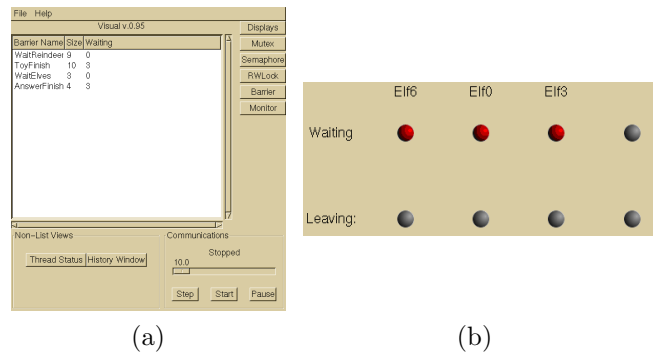 File Help
Visual v.0.95
Displays
Mutex
Semaphore
RWLock
Barrier
Monitor
Barrier Name Size Waiting
WaitReindeer 9 0
ToyFinish 10 3
WaitElves 3 0
AnswerFinish 4 3
Non-List Views
Thread Status History Window
Communications
Stopped
10.0
Step Start Pause
(a)
Elf6 Elf0 Elf3
Waiting
Leaving:
(b)